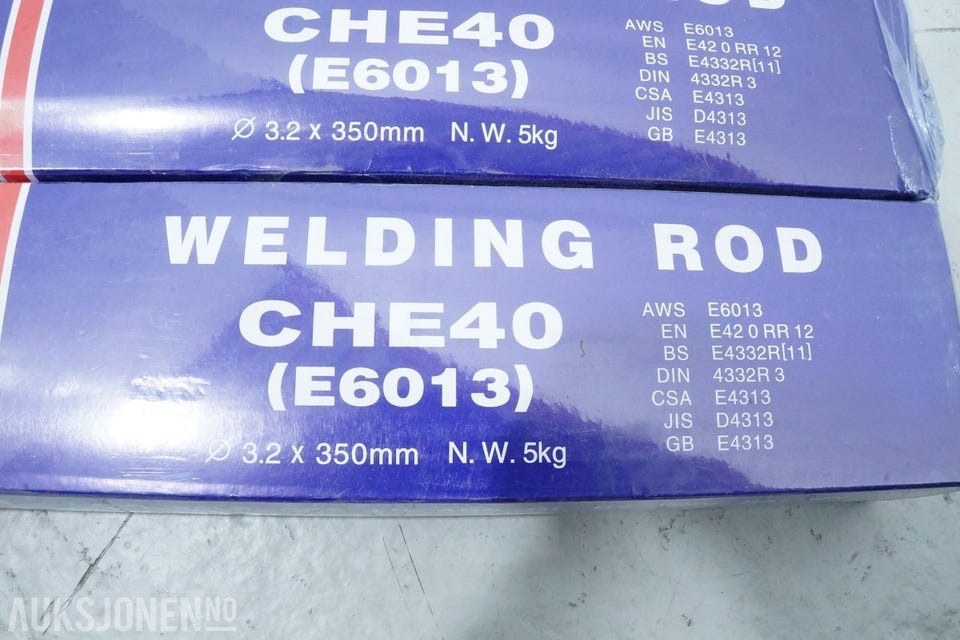 ROD
CHE40
(E6013)
Ø 3.2 x 350mm N. W. 5kg
AWS E6013
EN E42 0 RR 12
BS E4332R[11]
DIN 4332R 3
CSA E4313
JIS D4313
GB E4313
WELDING ROD
CHE40
(E6013)
Ø 3.2 x 350mm N. W. 5kg
AWS E6013
EN E42 0 RR 12
BS E4332R[11]
DIN 4332R 3
CSA E4313
JIS D4313
GB E4313
AUKSJONEN NO